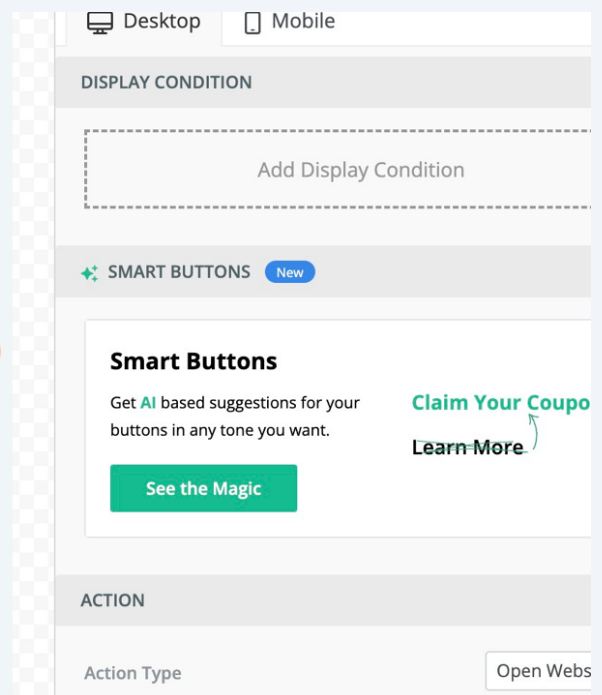 Desktop
Mobile
DISPLAY CONDITION
Add Display Condition
SMART BUTTONS New
Smart Buttons
Get AI based suggestions for your
buttons in any tone you want.
See the Magic
Claim Your Coupo
Learn More
ACTION
Action Type
Open Webs